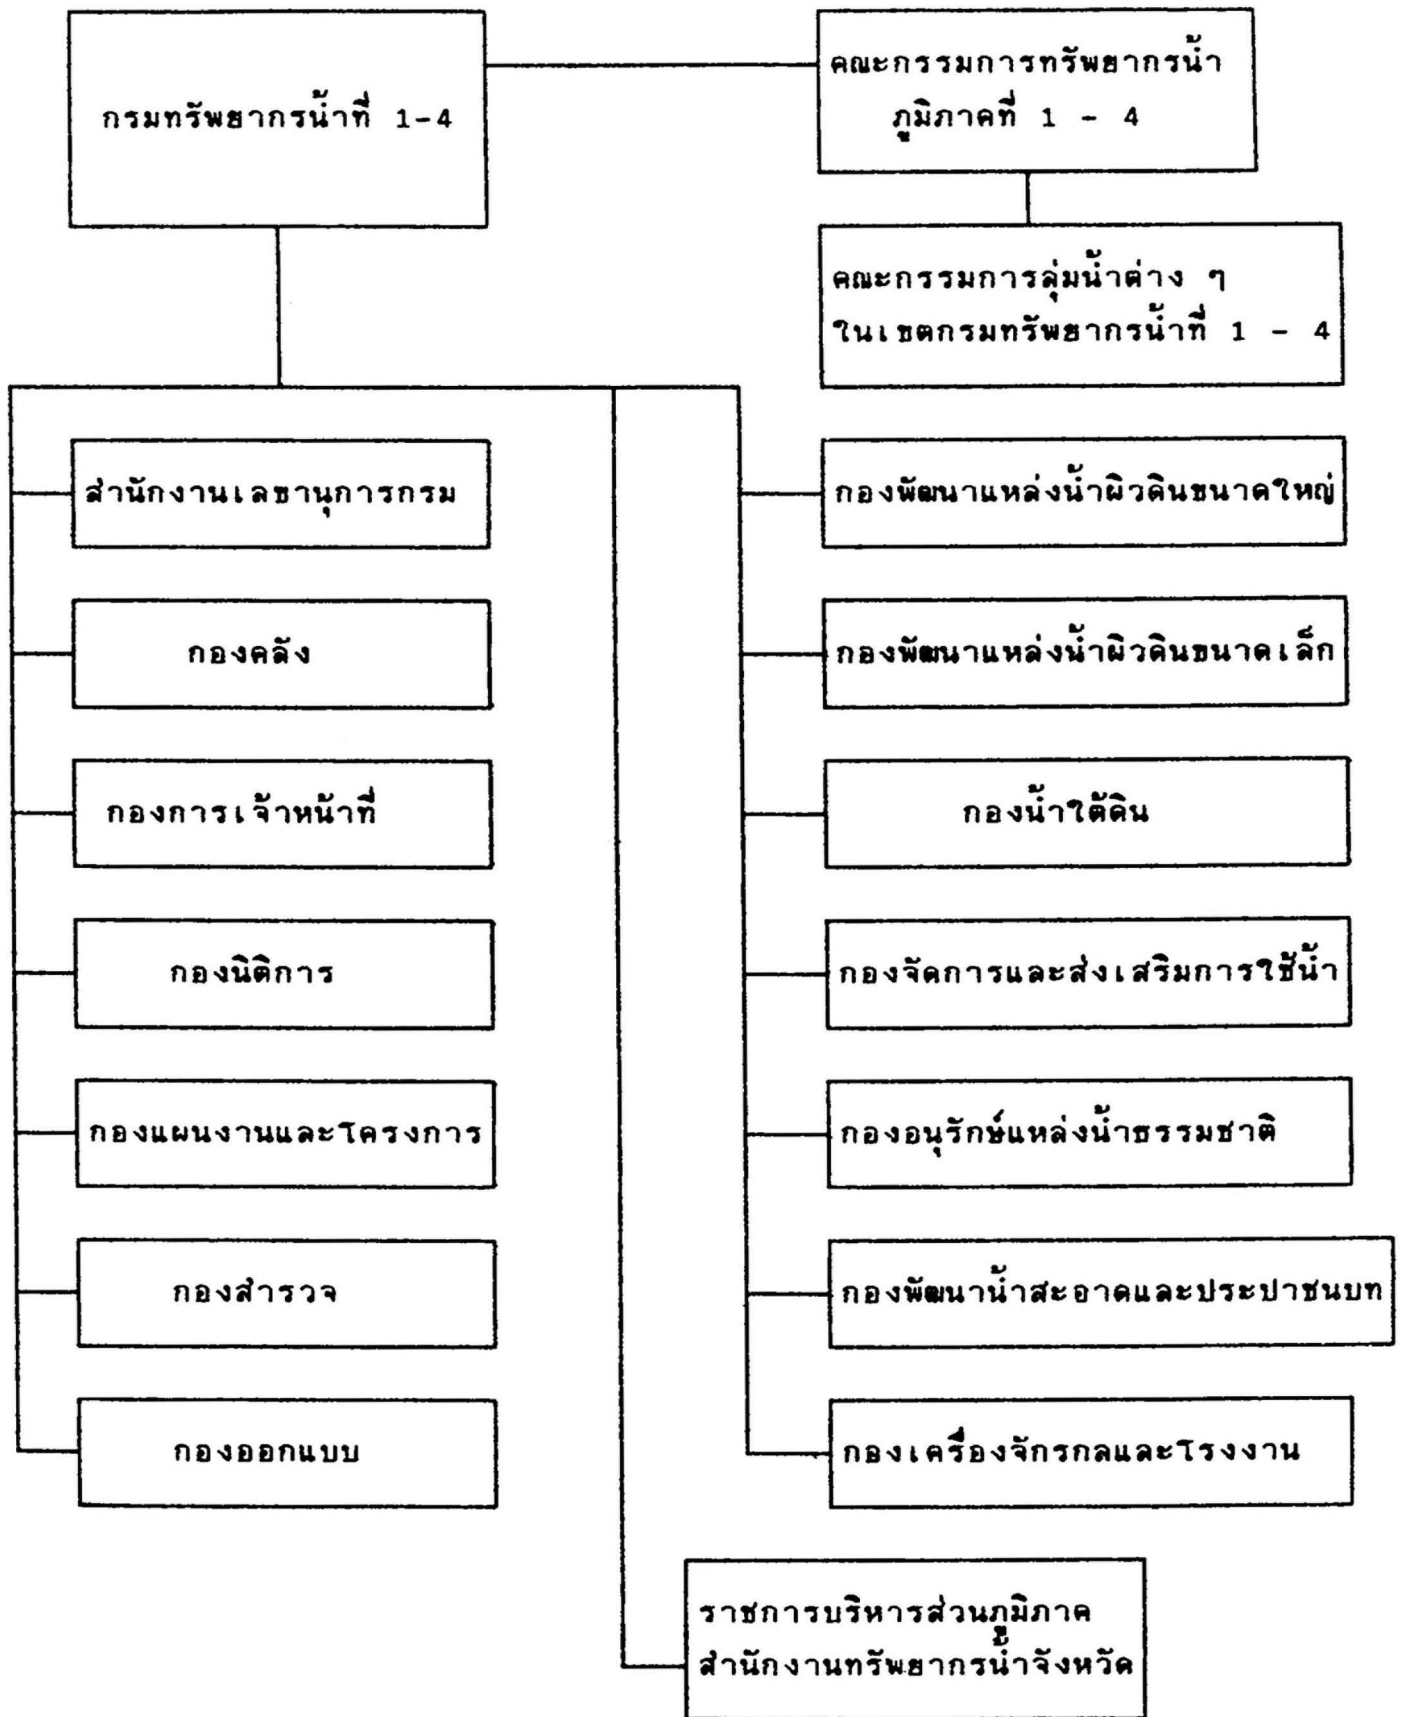 กรมทรัพยากรน้ำที่ 1-4
คณะกรรมการทรัพยากรน้ำ
ภูมิภาคที่ 1 - 4
คณะกรรมการลุ่มน้ำต่าง ๆ
ในเขตกรมทรัพยากรน้ำที่ 1 - 4
สำนักงานเลขานุการกรม
กองคลัง
กองการเจ้าหน้าที่
กองนิติการ
กองแผนงานและโครงการ
กองสำรวจ
กองออกแบบ
กองพัฒนาแหล่งน้ำผิวดินขนาดใหญ่
กองพัฒนาแหล่งน้ำผิวดินขนาดเล็ก
กองน้ำใต้ดิน
กองจัดการและส่งเสริมการใช้น้ำ
กองอนุรักษ์แหล่งน้ำธรรมชาติ
กองพัฒนาน้ำสะอาดและประปาชนบท
กองเครื่องจักรกลและโรงงาน
ราชการบริหารส่วนภูมิภาค
สำนักงานทรัพยากรน้ำจังหวัด